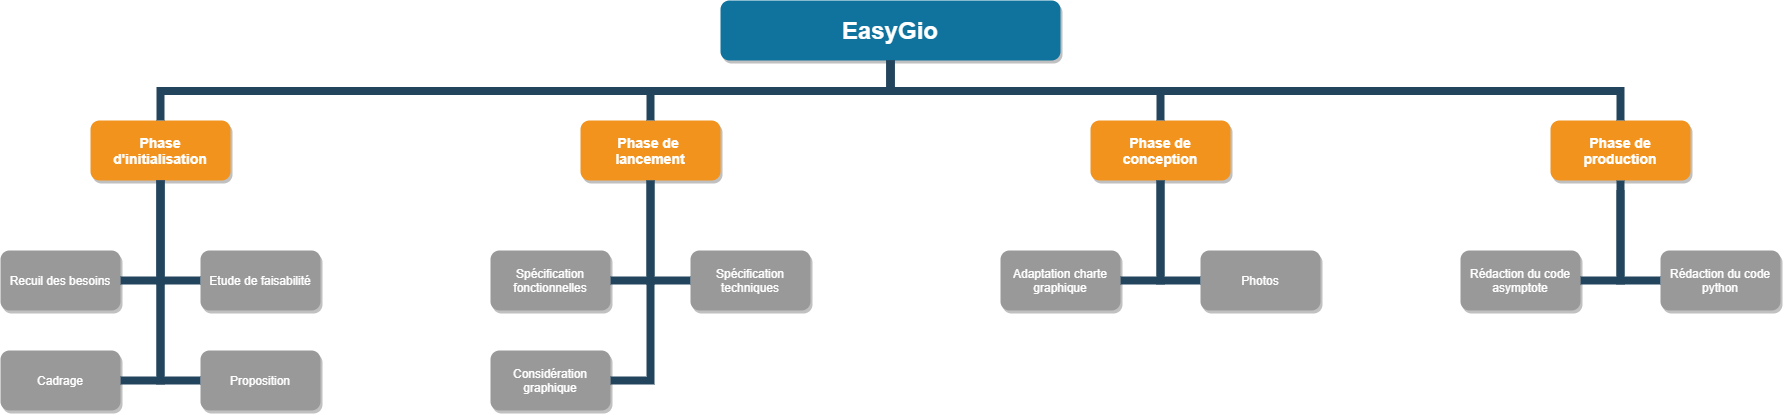 EasyGio
Phase
d'initialisation
Phase de
lancement
Phase de
conception
Phase de
production
Recuil des besoins
Etude de faisabilité
Spécification
fonctionnelles
Spécification
techniques
Adaptation charte
graphique
Photos
Rédaction du code
asymptote
Rédaction du code
python
Cadrage
Proposition
Considération
graphique